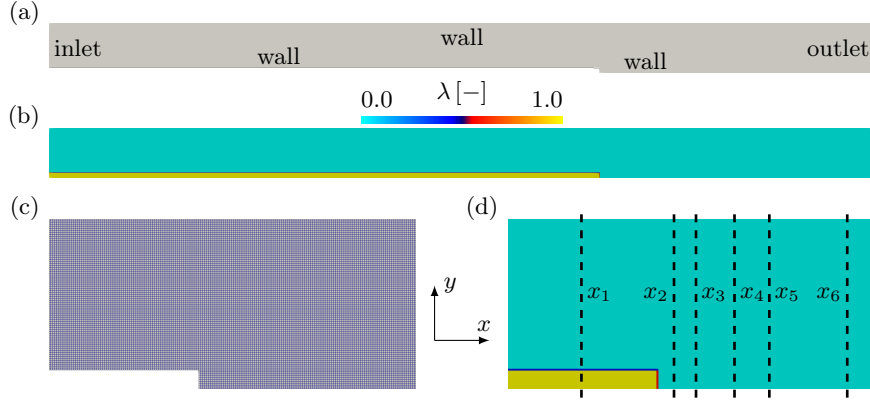 (a)
inlet
wall
wall
wall
outlet
λ [−]
0.0 1.0
(b)
(c)
(d)
y
x
x₁ x₂ x₃ x₄ x₅ x₆